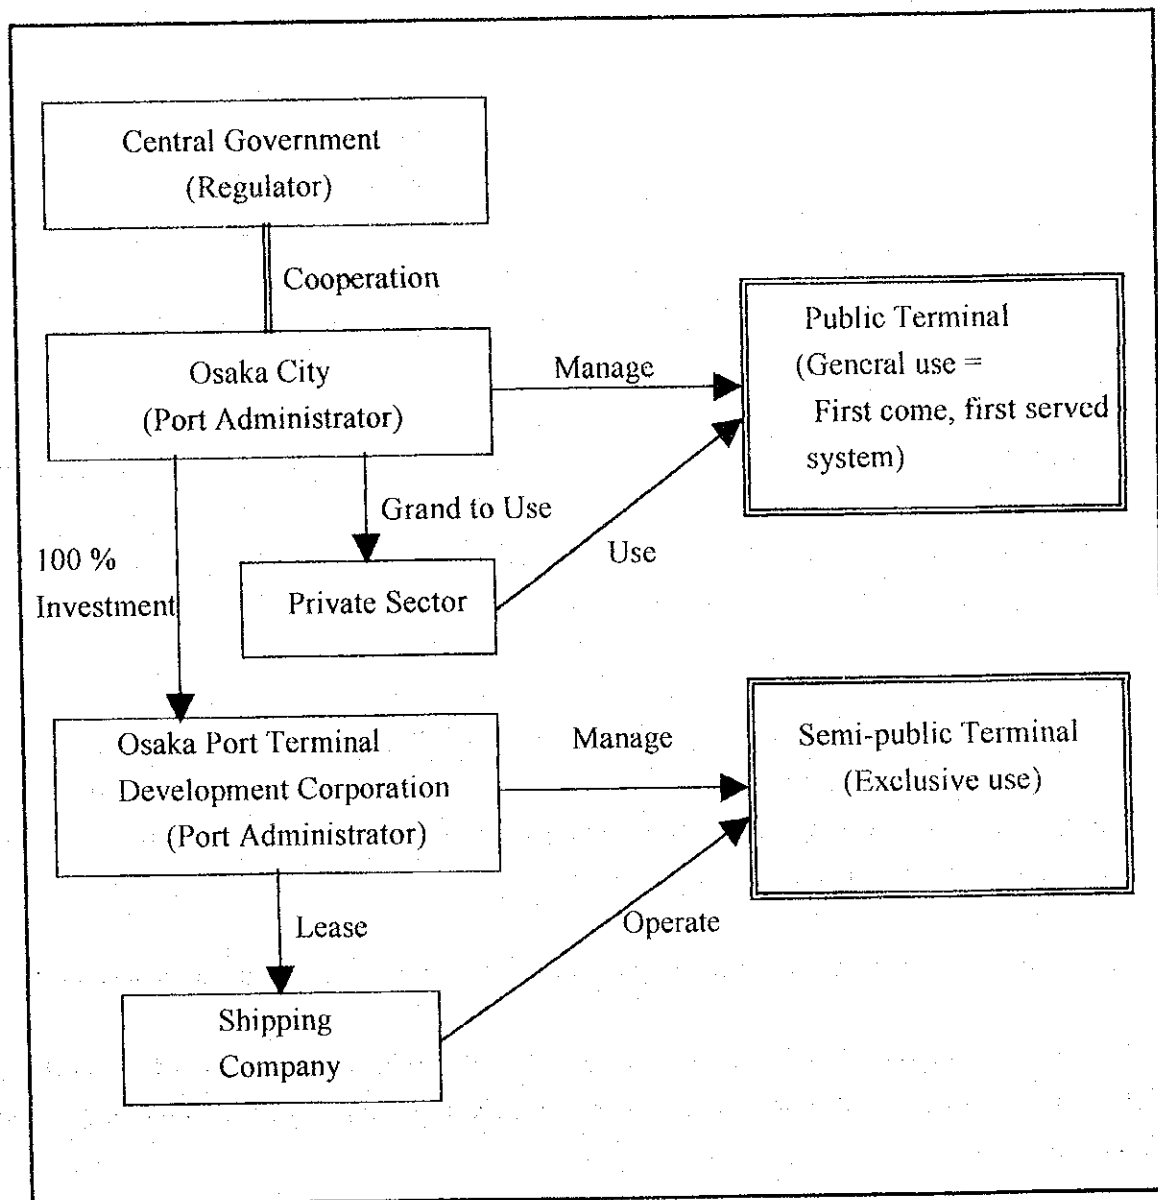 Central Government
(Regulator)
Cooperation
Osaka City
(Port Administrator)
Manage
Public Terminal
(General use =
First come, first served
system)
Grand to Use
Use
100 %
Investment
Private Sector
Osaka Port Terminal
Development Corporation
(Port Administrator)
Manage
Semi-public Terminal
(Exclusive use)
Lease
Operate
Shipping
Company